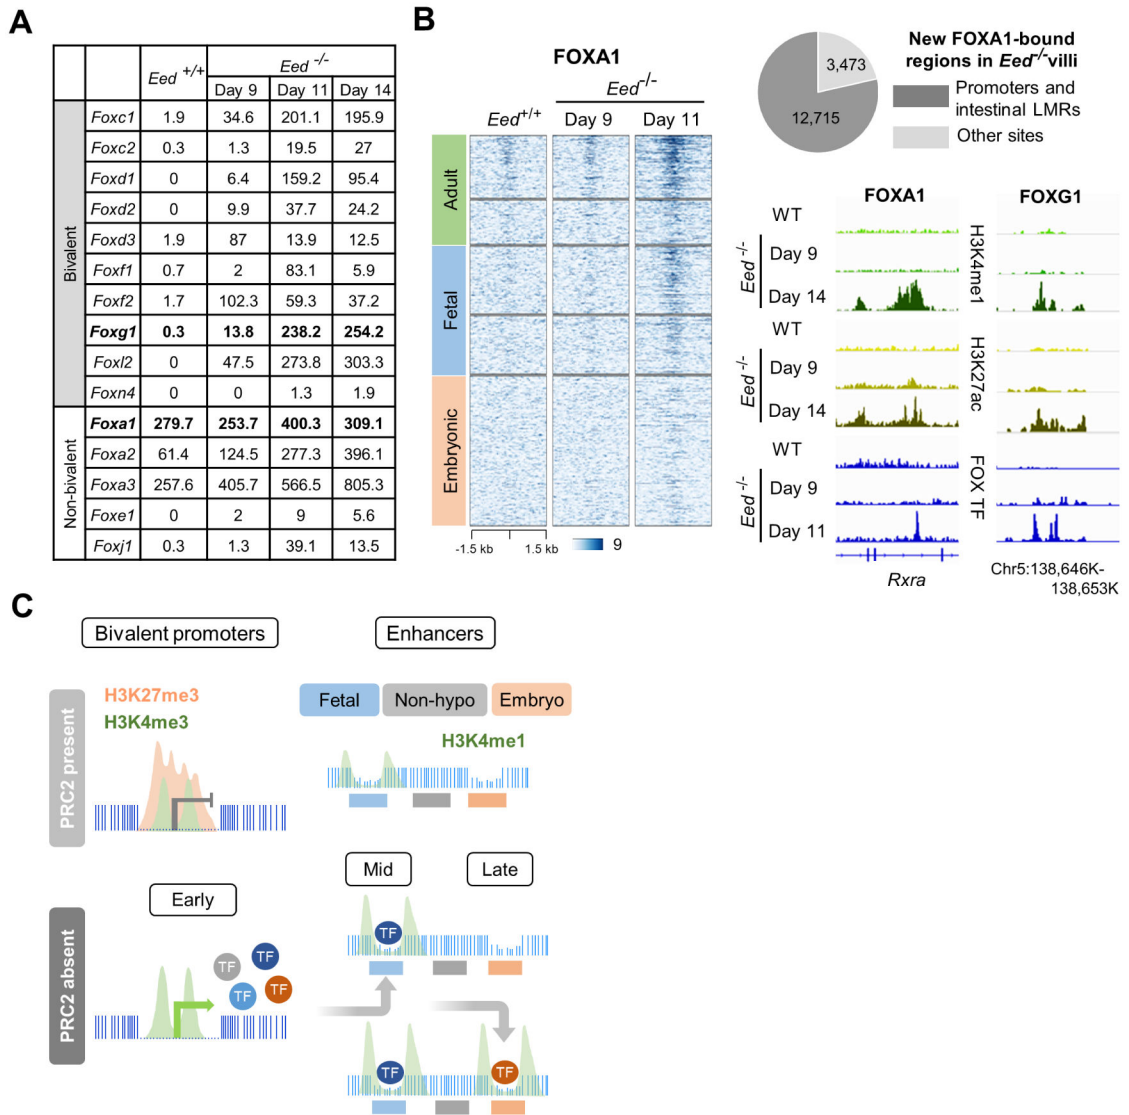 A
Eed +/+
Eed -/-
Day 9 Day 11 Day 14
Bivalent
Foxc1 1.9 34.6 201.1 195.9
Foxc2 0.3 1.3 19.5 27
Foxd1 0 6.4 159.2 95.4
Foxd2 0 9.9 37.7 24.2
Foxd3 1.9 87 13.9 12.5
Foxf1 0.7 2 83.1 5.9
Foxf2 1.7 102.3 59.3 37.2
Foxg1 0.3 13.8 238.2 254.2
Foxl2 0 47.5 273.8 303.3
Foxn4 0 0 1.3 1.9
Non-bivalent
Foxa1 279.7 253.7 400.3 309.1
Foxa2 61.4 124.5 277.3 396.1
Foxa3 257.6 405.7 566.5 805.3
Foxe1 0 2 9 5.6
Foxj1 0.3 1.3 39.1 13.5
B
FOXA1
Eed-/-
Eed+/+ Day 9 Day 11
Adult
Fetal
Embryonic
-1.5 kb 1.5 kb
9
3,473
12,715
New FOXA1-bound
regions in Eed-/-villi
Promoters and
intestinal LMRs
Other sites
FOXA1 FOXG1
WT
Eed-/-
Day 9
Day 14
H3K4me1
WT
Eed-/-
Day 9
Day 14
H3K27ac
WT
Eed-/-
Day 9
Day 11
FOX TF
Rxra
Chr5:138,646K-
138,653K
C
Bivalent promoters
Enhancers
PRC2 present
H3K27me3
H3K4me3
Fetal Non-hypo Embryo
H3K4me1
PRC2 absent
Early
TF
TF
TF
TF
Mid
Late
TF
TF
TF